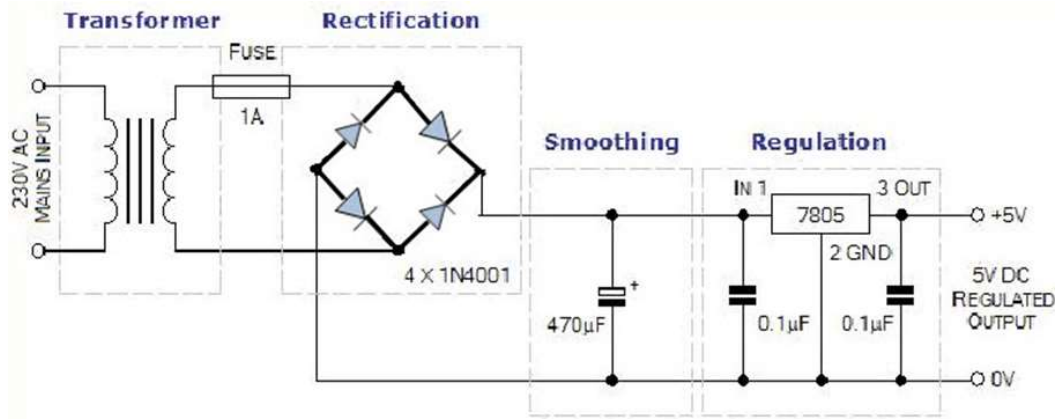 Transformer
Rectification
FUSE
1A
230V AC
MAINS INPUT
4 X 1N4001
Smoothing
Regulation
IN 1
3 OUT
7805
2 GND
+5V
+
470µF
0.1µF
0.1µF
5V DC
REGULATED
OUTPUT
0V